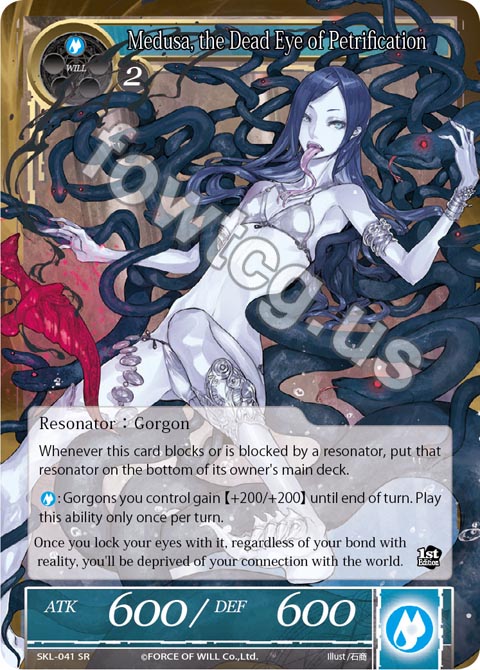 Medusa, the Dead Eye of Petrification
WILL
2
fowtcg.us
Resonator : Gorgon
Whenever this card blocks or is blocked by a resonator, put that
resonator on the bottom of its owner's main deck.
: Gorgons you control gain 【+200/+200】 until end of turn. Play
this ability only once per turn.
Once you lock your eyes with it, regardless of your bond with
reality, you'll be deprived of your connection with the world.
1st
Edition
ATK 600 / DEF 600
SKL-041 SR ©FORCE OF WILL Co.,Ltd. Illust/石商